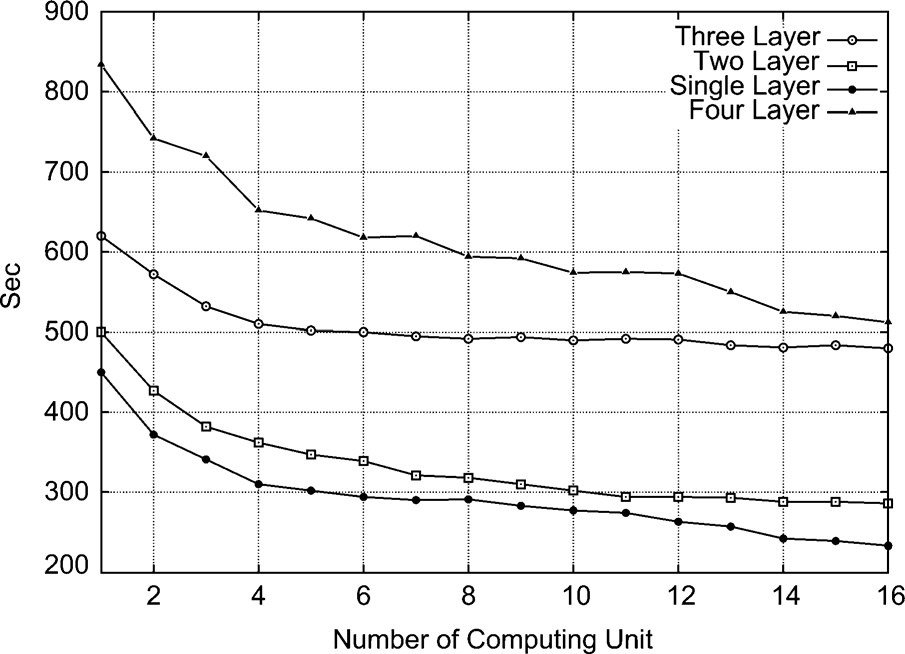 900
800
700
600
500
400
300
200
Sec
Three Layer
Two Layer
Single Layer
Four Layer
2 4 6 8 10 12 14 16
Number of Computing Unit